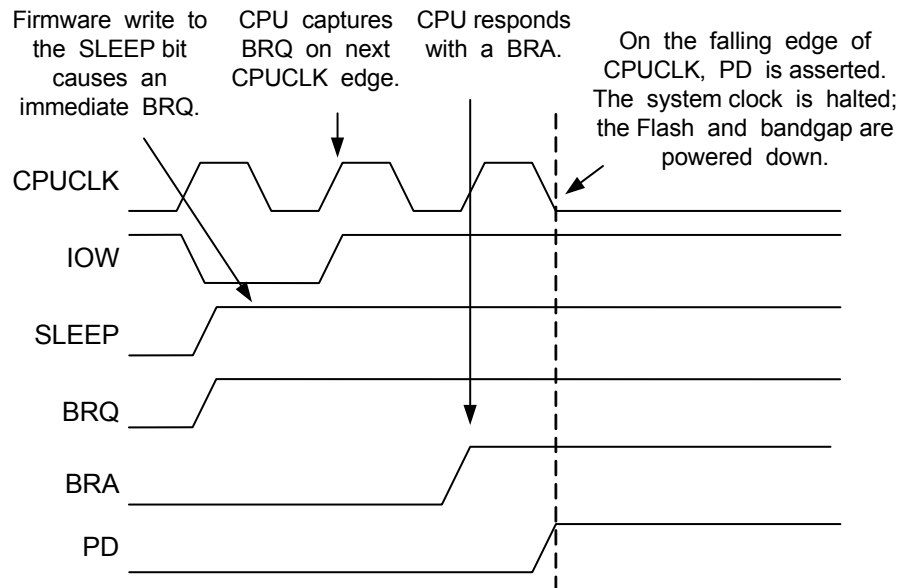 Firmware write to
the SLEEP bit
causes an
immediate BRQ.
CPU captures
BRQ on next
CPUCLK edge.
CPU responds
with a BRA.
On the falling edge of
CPUCLK, PD is asserted.
The system clock is halted;
the Flash and bandgap are
powered down.
CPUCLK
IOW
SLEEP
BRQ
BRA
PD